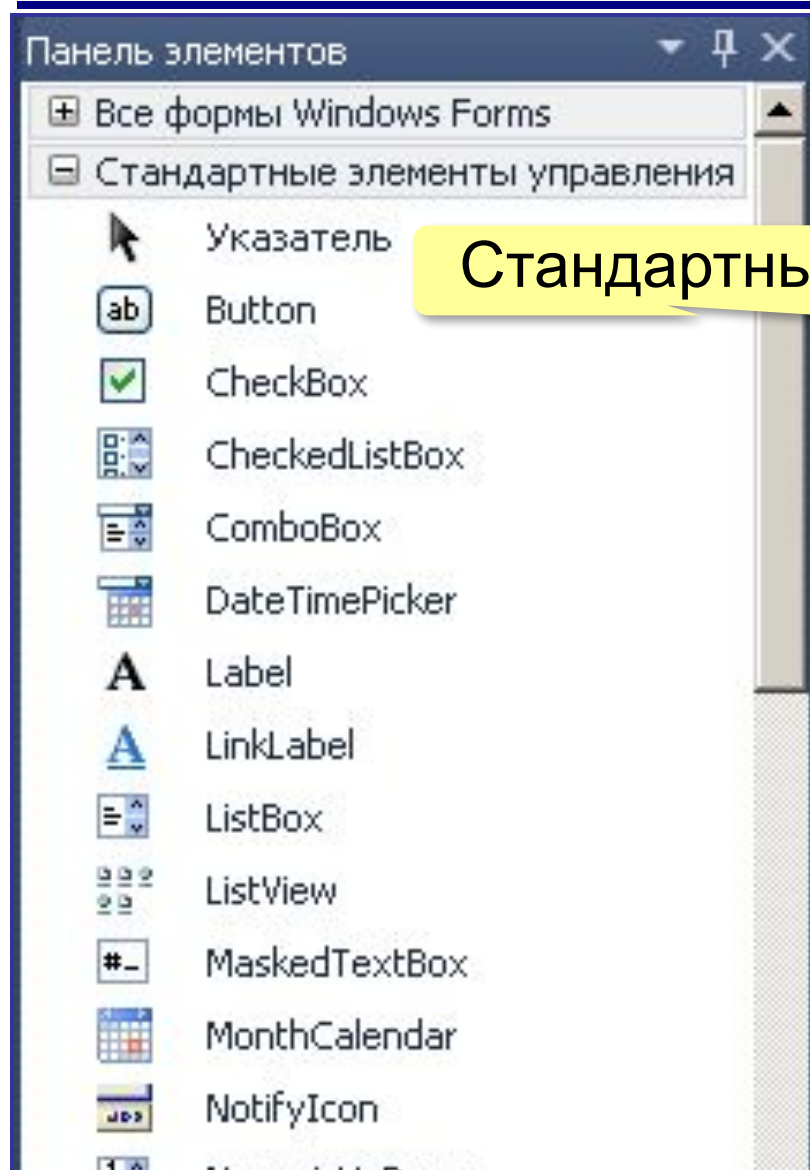 Панель элементов
Все формы Windows Forms
Стандартные элементы управления
Указатель
Стандартны
Button
CheckBox
CheckedListBox
ComboBox
DateTimePicker
Label
LinkLabel
ListBox
ListView
MaskedTextBox
MonthCalendar
NotifyIcon